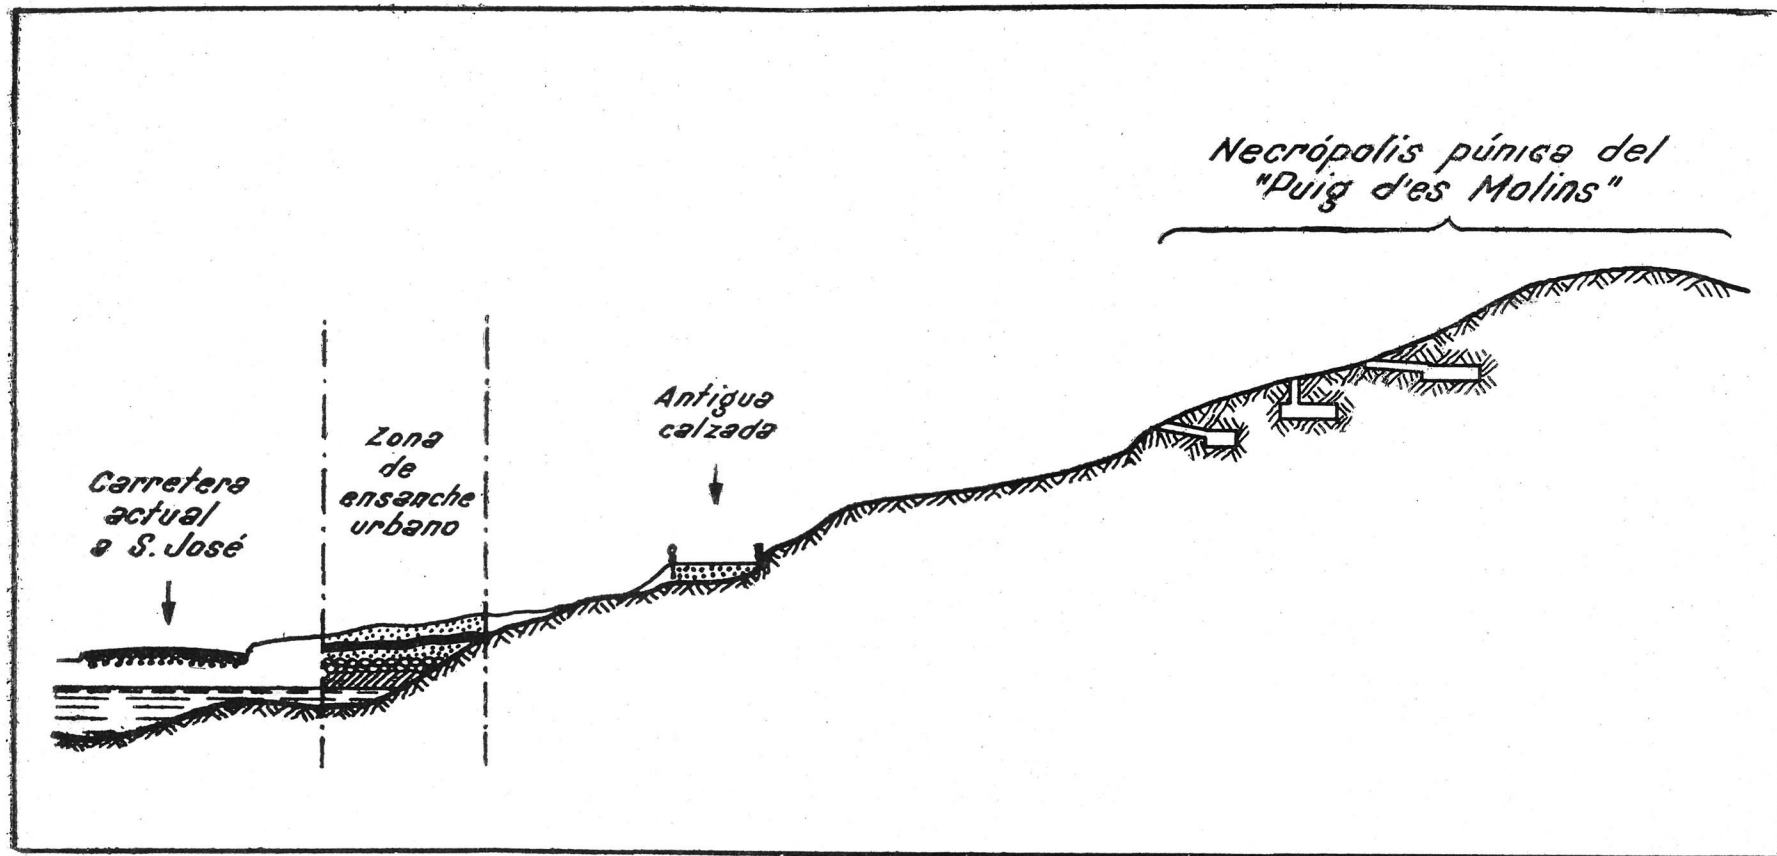 Necrópolis púnica del
"Puig d'es Molins"
Antigua
calzada
Zona
de
ensanche
urbano
Carretera
actual
a S. José